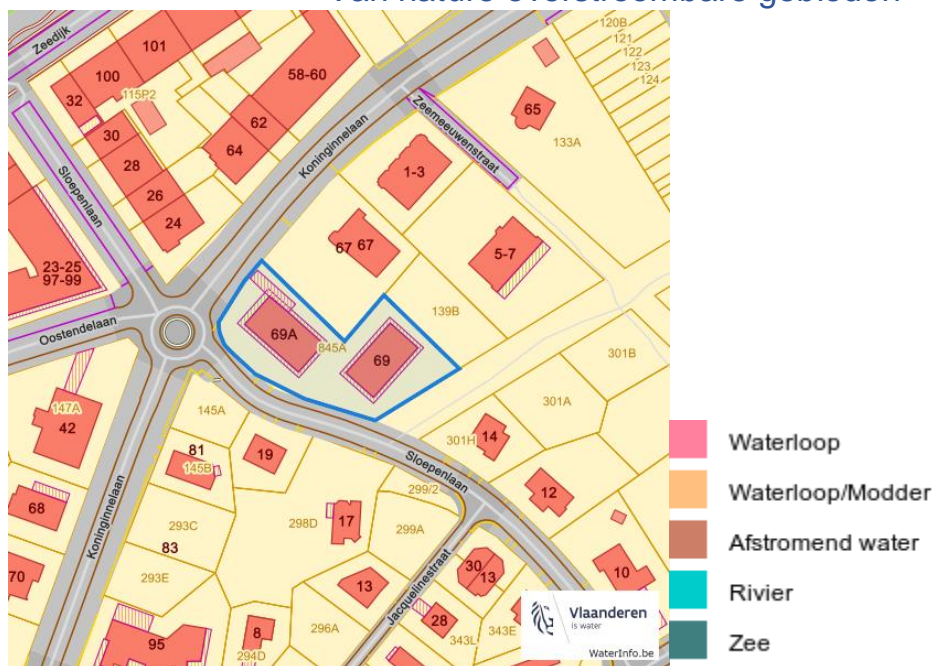 van nature overstroombare gebieden
Zeedijk
101
120B
121
122
123
124
100
58-60
32
115P2
65
62
Zeemeeuwenstraat
133A
30
64
Koninginnelaan
28
1-3
26
Sloepenlaan
24
67 67
5-7
23-25
97-99
139B
69A
Oostendelaan
845A
69
301B
147A
145A
301A
42
301H
14
81
19
145B
Sloepenlaan
299/2
12
68
Koninginnelaan
293C
298D
17
299A
83
70
293E
13
Jacquelinestraat
30
13
10
296A
28
8
95
294D
343L
343E
Vlaanderen
is water
WaterInfo.be
Waterloop
Waterloop/Modder
Afstromend water
Rivier
Zee